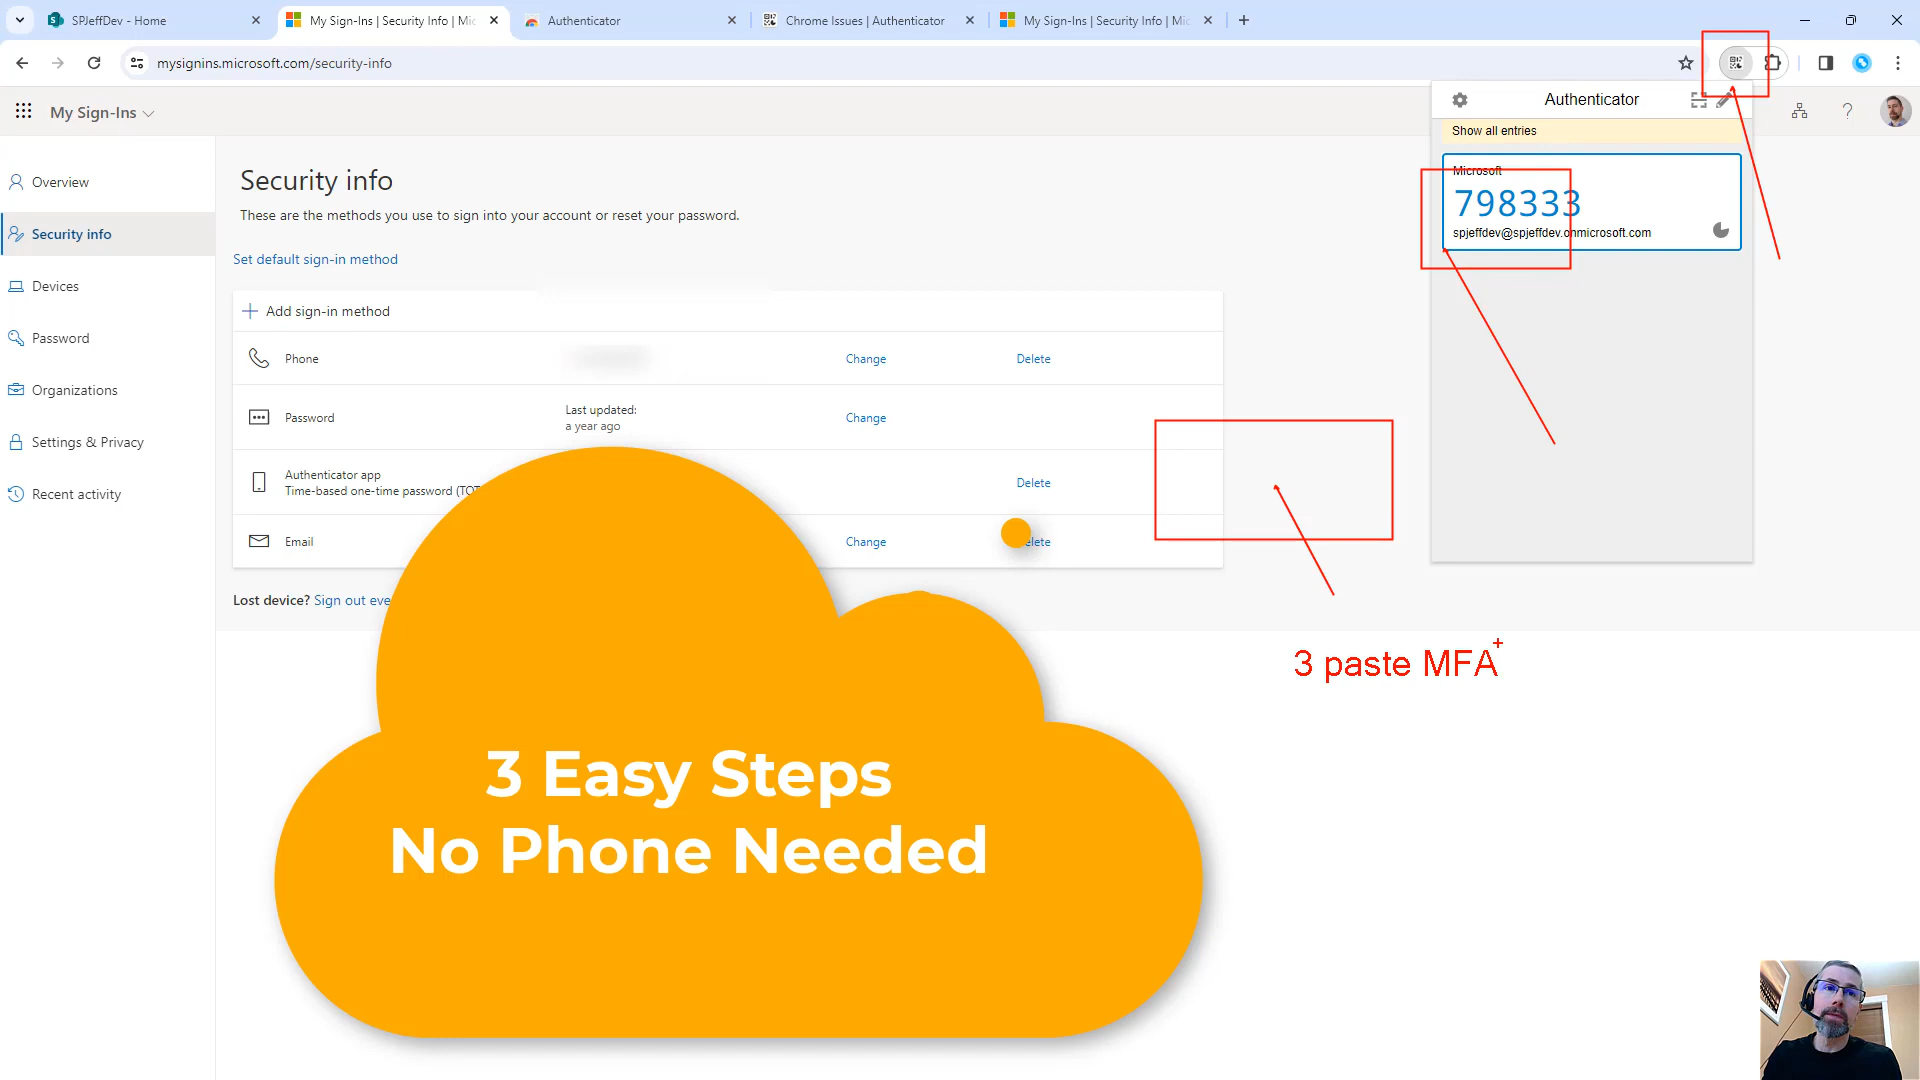 SPJeffDev - Home
My Sign-Ins | Security Info | Mic
Authenticator
Chrome Issues | Authenticator
My Sign-Ins | Security Info | Mic
mysignins.microsoft.com/security-info
My Sign-Ins
Overview
Security info
Devices
Password
Organizations
Settings & Privacy
Recent activity
Security info
These are the methods you use to sign into your account or reset your password.
Set default sign-in method
Add sign-in method
Phone
Change
Delete
Password
Last updated:
a year ago
Change
Authenticator app
Time-based one-time password (TOT
Delete
Email
Change
elete
Lost device? Sign out eve
Authenticator
Show all entries
Microsoft
798333
spjeffdev@spjeffdev.onmicrosoft.com
3 paste MFA
3 Easy Steps
No Phone Needed